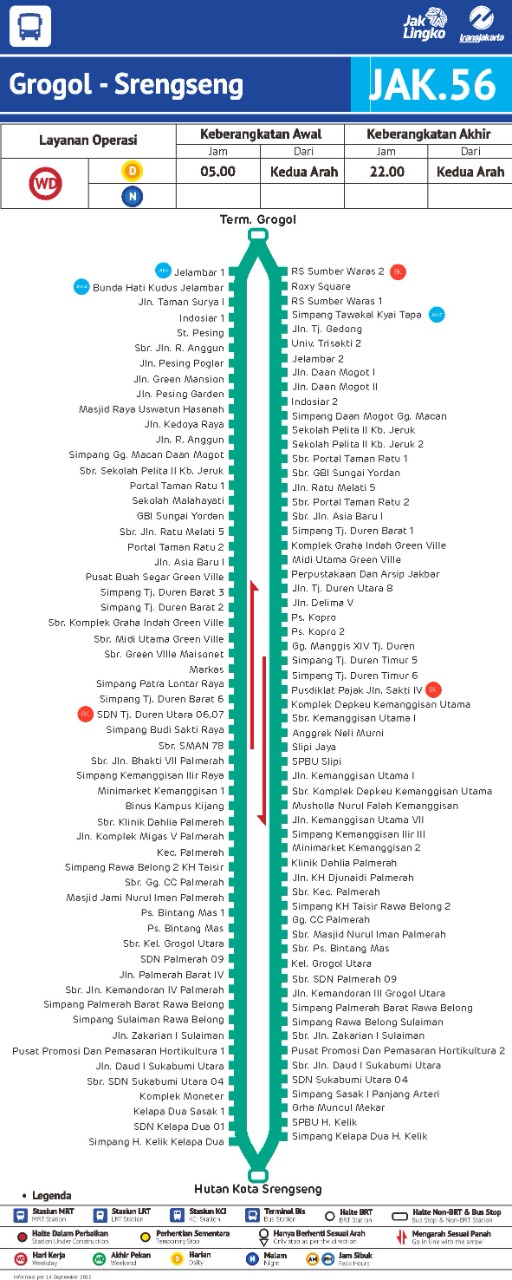 Jak Lingko
transjakarta
Grogol - Srengseng
JAK.56
Layanan Operasi
Keberangkatan Awal
Keberangkatan Akhir
Jam
Dari
Jam
Dari
WD
D
05.00
Kedua Arah
22.00
Kedua Arah
N
Term. Grogol
Jelambar 1
Bunda Hati Kudus Jelambar
Jln. Taman Surya I
Indosiar 1
St. Pesing
Sbr. Jln. R. Anggun
Jln. Pesing Poglar
Jln. Green Mansion
Jln. Pesing Garden
Masjid Raya Uswatun Hasanah
Jln. Kedoya Raya
Jln. R. Anggun
Simpang Gg. Macan Daan Mogot
Sbr. Sekolah Pelita II Kb. Jeruk
Portal Taman Ratu 1
Sekolah Malahayati
GBI Sungai Yordan
Sbr. Jln. Ratu Melati 5
Portal Taman Ratu 2
Jln. Asia Baru I
Pusat Buah Segar Green Ville
Simpang Tj. Duren Barat 3
Simpang Tj. Duren Barat 2
Sbr. Komplek Graha Indah Green Ville
Sbr. Midi Utama Green Ville
Sbr. Green Ville Maisonet
Markas
Simpang Patra Lontar Raya
Simpang Tj. Duren Barat 6
SDN Tj. Duren Utara 06,07
Simpang Budi Sakti Raya
Sbr. SMAN 78
Sbr. Jln. Bhakti VII Palmerah
Simpang Kemanggisan Ilir Raya
Minimarket Kemanggisan 1
Binus Kampus Kijang
Sbr. Klinik Dahlia Palmerah
Jln. Komplek Migas V Palmerah
Kec. Palmerah
Simpang Rawa Belong 2 KH Taisir
Sbr. Gg. CC Palmerah
Masjid Jami Nurul Iman Palmerah
Ps. Bintang Mas 1
Ps. Bintang Mas
Sbr. Kel. Grogol Utara
SDN Palmerah 09
Jln. Palmerah Barat IV
Sbr. Jln. Kemandoran IV Palmerah
Simpang Palmerah Barat Rawa Belong
Simpang Sulaiman Rawa Belong
Jln. Zakarian I Sulaiman
Pusat Promosi Dan Pemasaran Hortikultura 1
Jln. Daud I Sukabumi Utara
Sbr. SDN Sukabumi Utara 04
Komplek Moneter
Kelapa Dua Sasak 1
SDN Kelapa Dua 01
Simpang H. Kelik Kelapa Dua
RS Sumber Waras 2
Roxy Square
RS Sumber Waras 1
Simpang Tawakal Kyai Tapa
Jln. Tj. Gedong
Univ. Trisakti 2
Jelambar 2
Jln. Daan Mogot I
Jln. Daan Mogot II
Indosiar 2
Simpang Daan Mogot Gg. Macan
Sekolah Pelita II Kb. Jeruk
Sekolah Pelita II Kb. Jeruk 2
Sbr. Portal Taman Ratu 1
Sbr. GBI Sungai Yordan
Jln. Ratu Melati 5
Sbr. Portal Taman Ratu 2
Sbr. Jln. Asia Baru I
Simpang Tj. Duren Barat 1
Komplek Graha Indah Green Ville
Midi Utama Green Ville
Perpustakaan Dan Arsip Jakbar
Jln. Tj. Duren Utara 8
Jln. Delima V
Ps. Kopro
Ps. Kopro 2
Gg. Manggis XIV Tj. Duren
Simpang Tj. Duren Timur 5
Simpang Tj. Duren Timur 6
Pusdiklat Pajak Jln. Sakti IV
Komplek Depkeu Kemanggisan Utama
Sbr. Kemanggisan Utama I
Anggrek Neli Murni
Slipi Jaya
SPBU Slipi
Jln. Kemanggisan Utama I
Sbr. Komplek Depkeu Kemanggisan Utama
Musholla Nurul Falah Kemanggisan
Jln. Kemanggisan Utama VII
Simpang Kemanggisan Ilir III
Minimarket Kemanggisan 2
Klinik Dahlia Palmerah
Jln. KH Djunaidi Palmerah
Sbr. Kec. Palmerah
Simpang KH Taisir Rawa Belong 2
Gg. CC Palmerah
Sbr. Masjid Nurul Iman Palmerah
Sbr. Ps. Bintang Mas
Kel. Grogol Utara
Sbr. SDN Palmerah 09
Jln. Kemandoran III Grogol Utara
Simpang Palmerah Barat Rawa Belong
Simpang Rawa Belong Sulaiman
Sbr. Jln. Zakarian I Sulaiman
Pusat Promosi Dan Pemasaran Hortikultura 2
Sbr. Jln. Daud I Sukabumi Utara
SDN Sukabumi Utara 04
Simpang Sasak I Panjang Arteri
Grha Muncul Mekar
SPBU H. Kelik
Simpang Kelapa Dua H. Kelik
Hutan Kota Srengseng
• Legenda
Stasiun MRT
MRT Station
Stasiun LRT
LRT Station
Stasiun KCI
KCI Station
Terminal Bis
Bus Station
Halte BRT
BRT Station
Halte Non-BRT & Bus Stop
Bus Stop & Non-BRT Station
Halte Dalam Perbaikan
Station Under Construction
Perhentian Sementara
Temporary Stop
Hanya Berhenti Sesuai Arah
Only stop as per the direction
Mengarah Sesuai Panah
Go in line with the arrow
WD
Hari Kerja
Weekday
WE
Akhir Pekan
Weekend
D
Harian
Daily
N
Malam
Night
AM
PM
Jam Sibuk
Peak Hours
Informasi per 14 September 2022